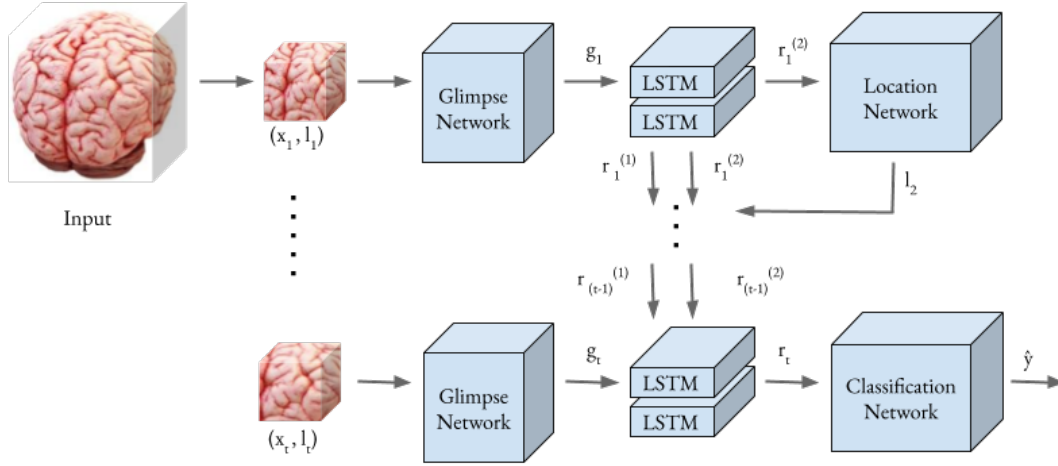 Input
(x₁, l₁)
Glimpse
Network
g₁
LSTM
LSTM
r₁⁽²⁾
Location
Network
r₁⁽¹⁾
r₁⁽²⁾
l₂
r₍ₜ₋₁₎⁽¹⁾
r₍ₜ₋₁₎⁽²⁾
(xₜ, lₜ)
Glimpse
Network
gₜ
LSTM
LSTM
rₜ
Classification
Network
ŷ